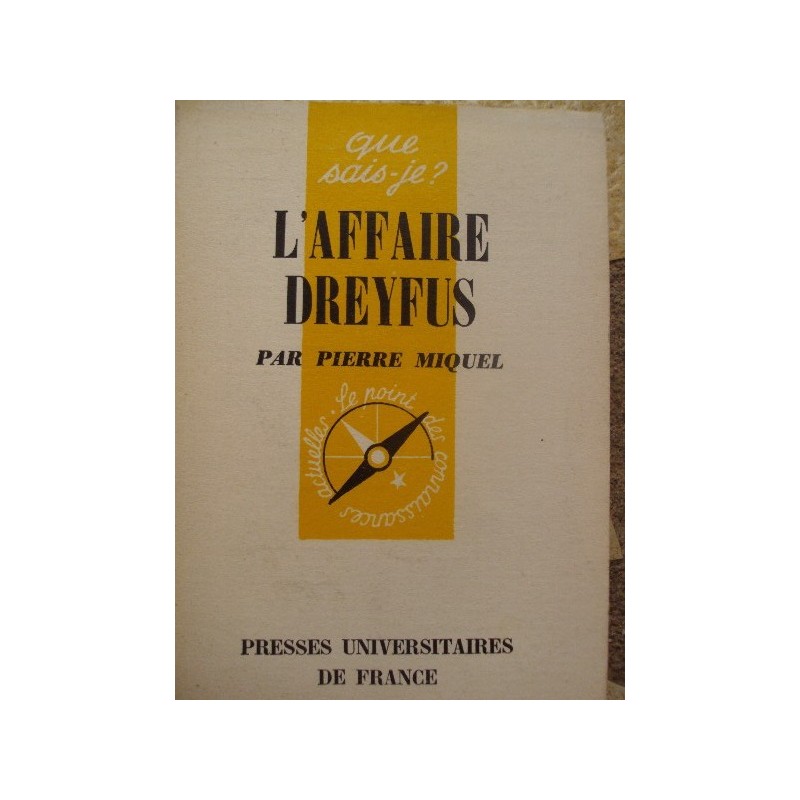 que
sais-je?
L'AFFAIRE
DREYFUS
PAR PIERRE MIQUEL
Le point des connaissances actuelles.
PRESSES UNIVERSITAIRES
DE FRANCE